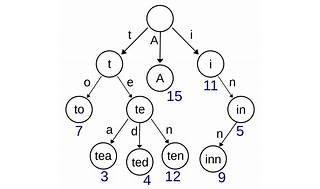 t A i
t A i
15 11
o e n
to te in
7 5
a d n n
tea ted ten inn
3 4 12 9